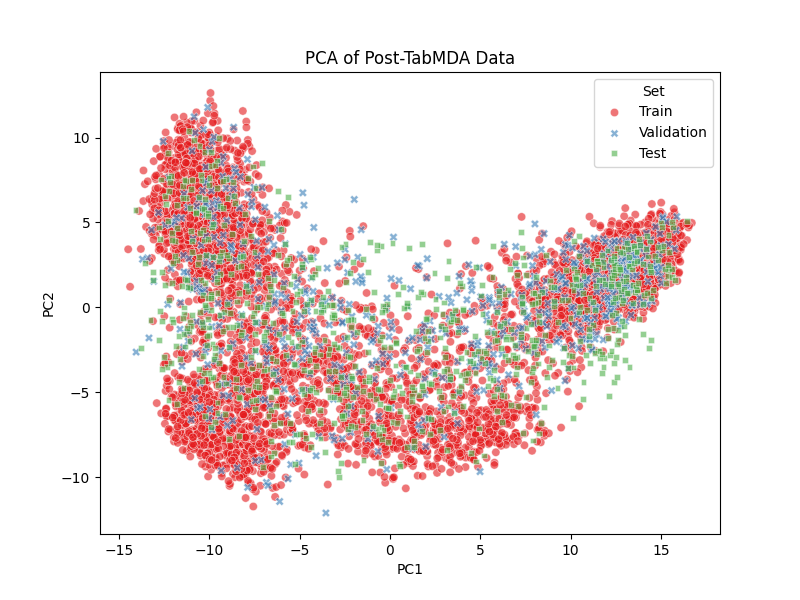 PCA of Post-TabMDA Data
Set
Train
Validation
Test
10
5
0
−5
−10
PC2
−15
−10
−5
0
5
10
15
PC1